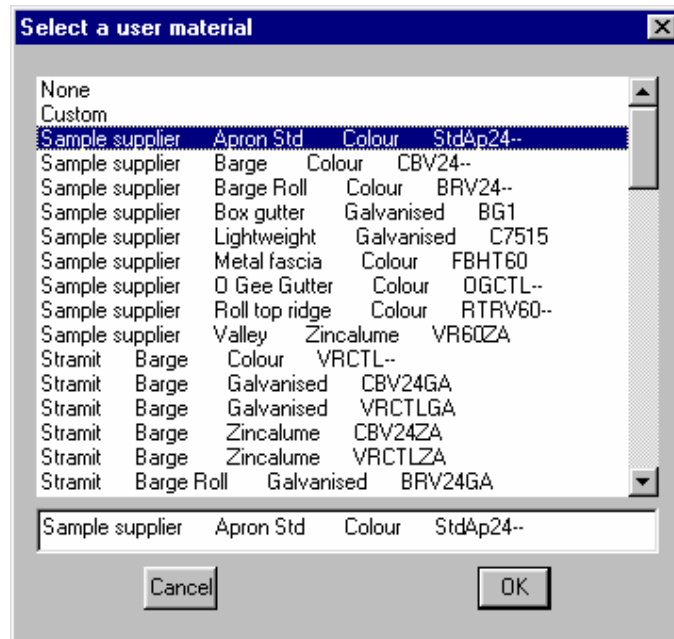 Select a user material
None
Custom
Sample supplier Apron Std Colour StdAp24--
Sample supplier Barge Colour CBV24--
Sample supplier Barge Roll Colour BRV24--
Sample supplier Box gutter Galvanised BG1
Sample supplier Lightweight Galvanised C7515
Sample supplier Metal fascia Colour FBHT60
Sample supplier O Gee Gutter Colour OGCTL--
Sample supplier Roll top ridge Colour RTRV60--
Sample supplier Valley Zincalume VR60ZA
Stramit Barge Colour VRCTL--
Stramit Barge Galvanised CBV24GA
Stramit Barge Galvanised VRCTLGA
Stramit Barge Zincalume CBV24ZA
Stramit Barge Zincalume VRCTLZA
Stramit Barge Roll Galvanised BRV24GA
Sample supplier Apron Std Colour StdAp24--
Cancel OK